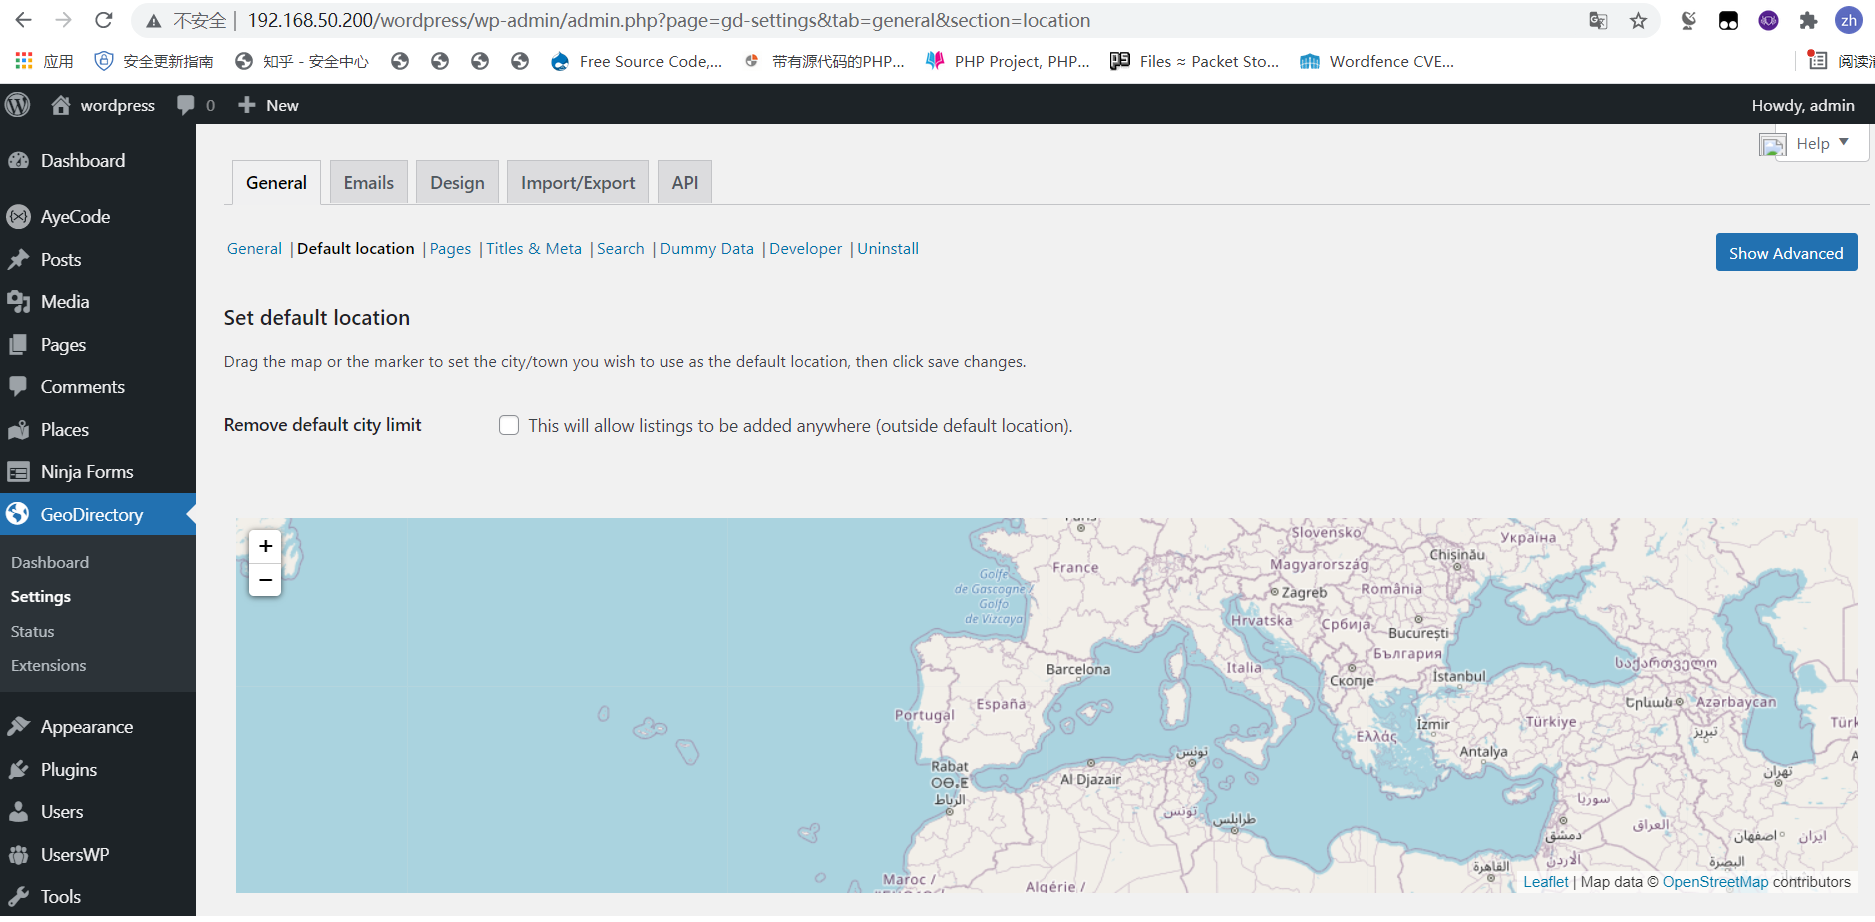 不安全 | 192.168.50.200/wordpress/wp-admin/admin.php?page=gd-settings&tab=general&section=location
zh
应用 安全更新指南 知乎 - 安全中心 Free Source Code,... 带有源代码的PHP... PHP Project, PHP... Files ≈ Packet Sto... Wordfence CVE...
wordpress 0 New Howdy, admin
Help
Dashboard
AyeCode
Posts
Media
Pages
Comments
Places
Ninja Forms
GeoDirectory
Dashboard
Settings
Status
Extensions
Appearance
Plugins
Users
UsersWP
Tools
General Emails Design Import/Export API
General | Default location | Pages | Titles & Meta | Search | Dummy Data | Developer | Uninstall
Show Advanced
Set default location
Drag the map or the marker to set the city/town you wish to use as the default location, then click save changes.
Remove default city limit This will allow listings to be added anywhere (outside default location).
+
−
Slovensko
Україна
Chișinău
France
Magyarország
Golfe
de Gascogne /
Golfo
de Vizcaya
Zagreb
România
Hrvatska
Србија
București
България
Barcelona
Italia
Скопје
İstanbul
საქართველო
España
Portugal
Երևան
Azərbaycan
İzmir
Türkiye
Ελλάς
تبريز
Antalya
تونس
Rabat
ⵔⴱⴰⵟ
الرباط
Al Djazair
تهران
سوريا
تونس
طرابلس
دمشق
العراق
اصفهان
ایران
الأردن
البصرة
القاهرة
Maroc /
Algérie /
Leaflet | Map data © OpenStreetMap contributors